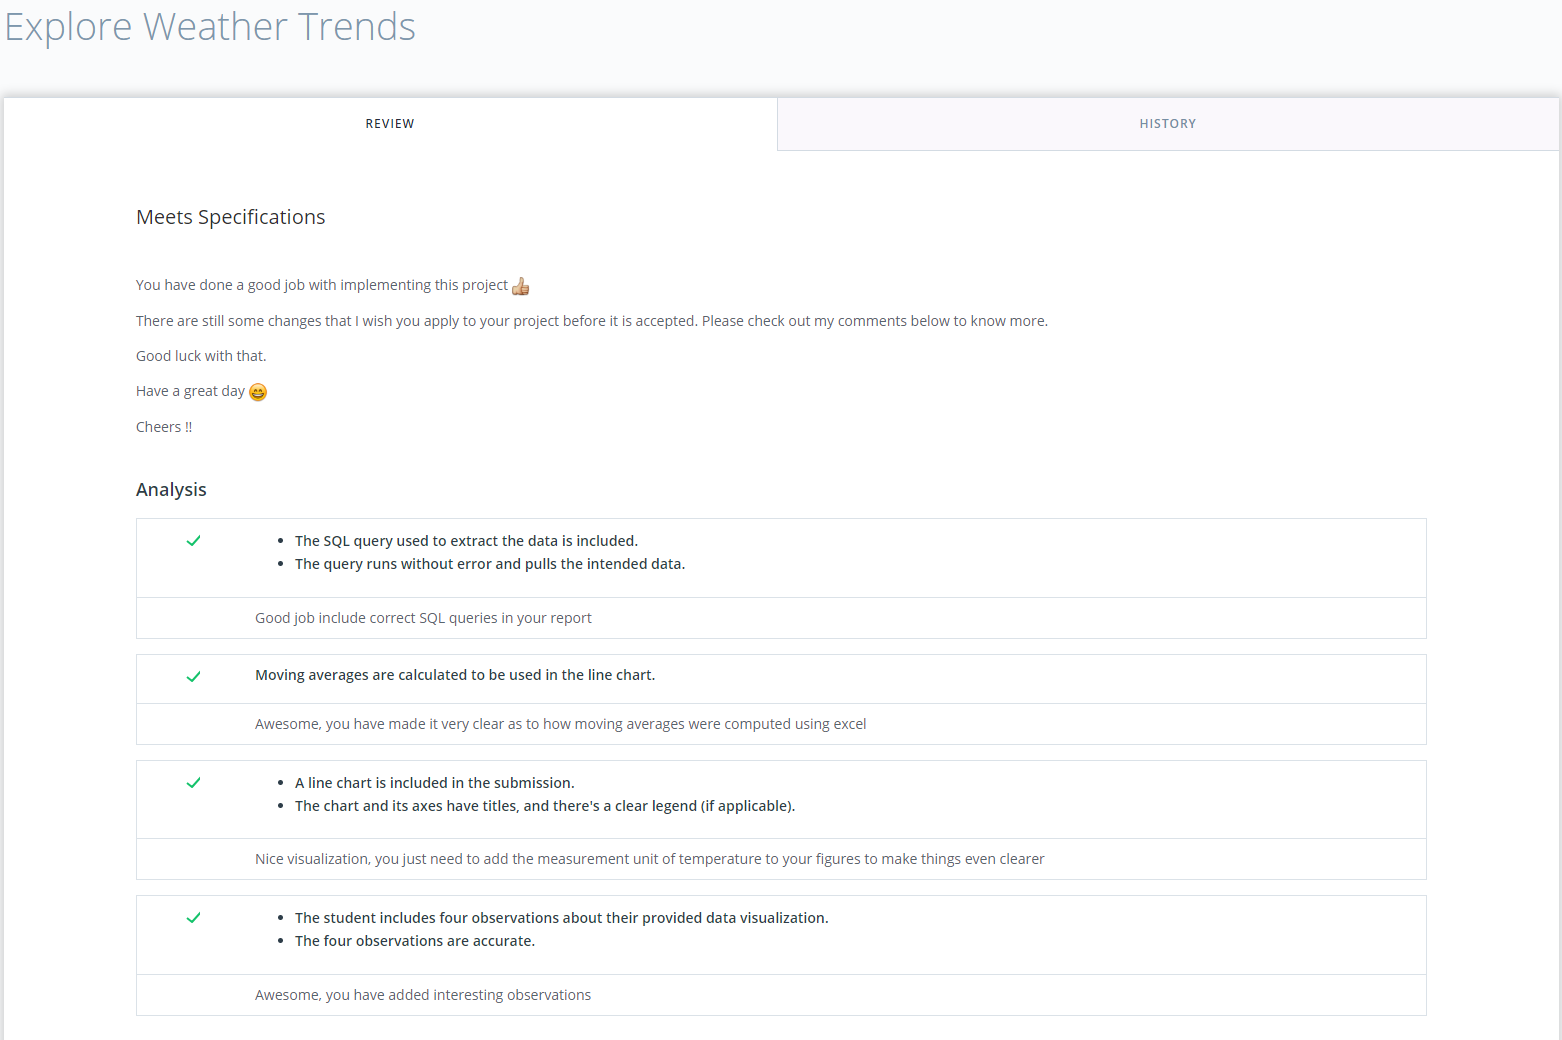 Explore Weather Trends
REVIEW
HISTORY
Meets Specifications
You have done a good job with implementing this project
There are still some changes that I wish you apply to your project before it is accepted. Please check out my comments below to know more.
Good luck with that.
Have a great day
Cheers !!
Analysis
The SQL query used to extract the data is included.
The query runs without error and pulls the intended data.
Good job include correct SQL queries in your report
Moving averages are calculated to be used in the line chart.
Awesome, you have made it very clear as to how moving averages were computed using excel
A line chart is included in the submission.
The chart and its axes have titles, and there's a clear legend (if applicable).
Nice visualization, you just need to add the measurement unit of temperature to your figures to make things even clearer
The student includes four observations about their provided data visualization.
The four observations are accurate.
Awesome, you have added interesting observations